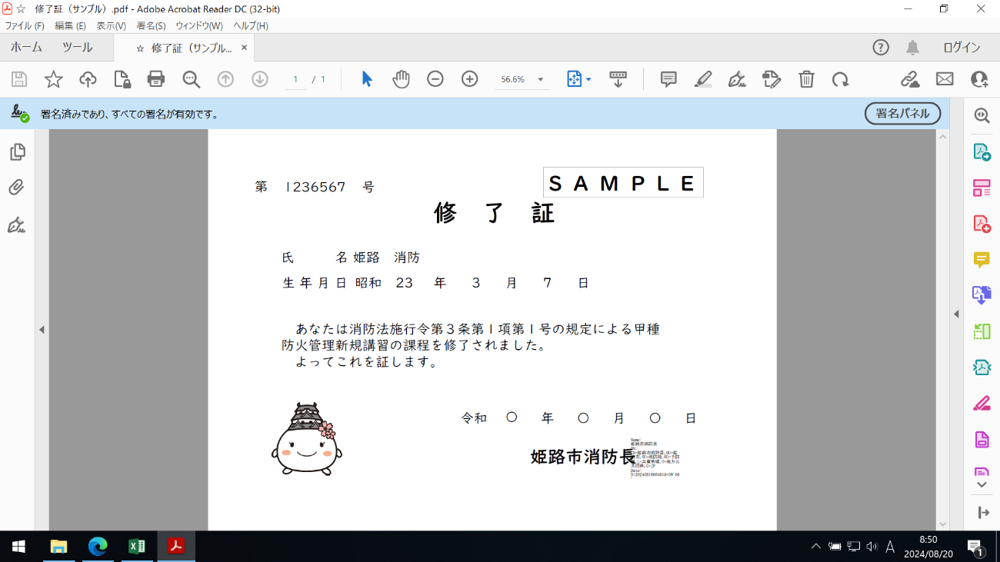 ☆ 修了証（サンプル）.pdf - Adobe Acrobat Reader DC (32-bit)
ファイル(F) 編集(E) 表示(V) 署名(S) ウィンドウ(W) ヘルプ(H)
ホーム ツール ☆ 修了証（サンプル... × ログイン
1 / 1 56.6%
署名済みであり、すべての署名が有効です。 署名パネル
第 1236567 号
SAMPLE
修 了 証
氏 名 姫路 消防
生年月日 昭和 23 年 3 月 7 日
あなたは消防法施行令第３条第１項第１号の規定による甲種
防火管理新規講習の課程を修了されました。
よってこれを証します。
令和 〇 年 〇 月 〇 日
姫路市消防長
Name:
姫路市消防長
8:50
2024/08/20
1